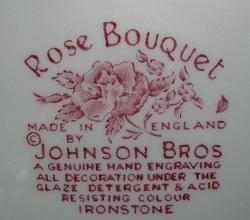 Rose Bouquet
MADE IN ENGLAND
BY
© JOHNSON BROS
A GENUINE HAND ENGRAVING
ALL DECORATION UNDER THE
GLAZE DETERGENT & ACID
RESISTING COLOUR
IRONSTONE